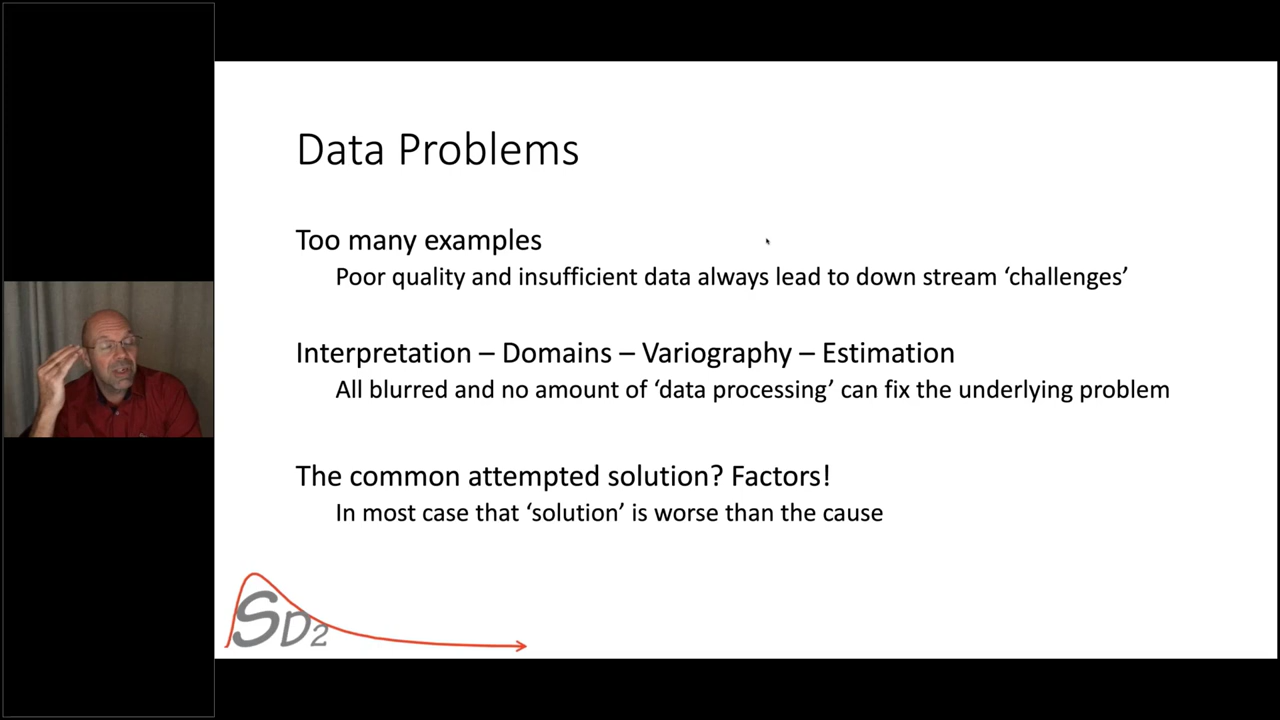 Data Problems
Too many examples
Poor quality and insufficient data always lead to down stream ‘challenges’
Interpretation – Domains – Variography – Estimation
All blurred and no amount of ‘data processing’ can fix the underlying problem
The common attempted solution? Factors!
In most case that ‘solution’ is worse than the cause
SD2